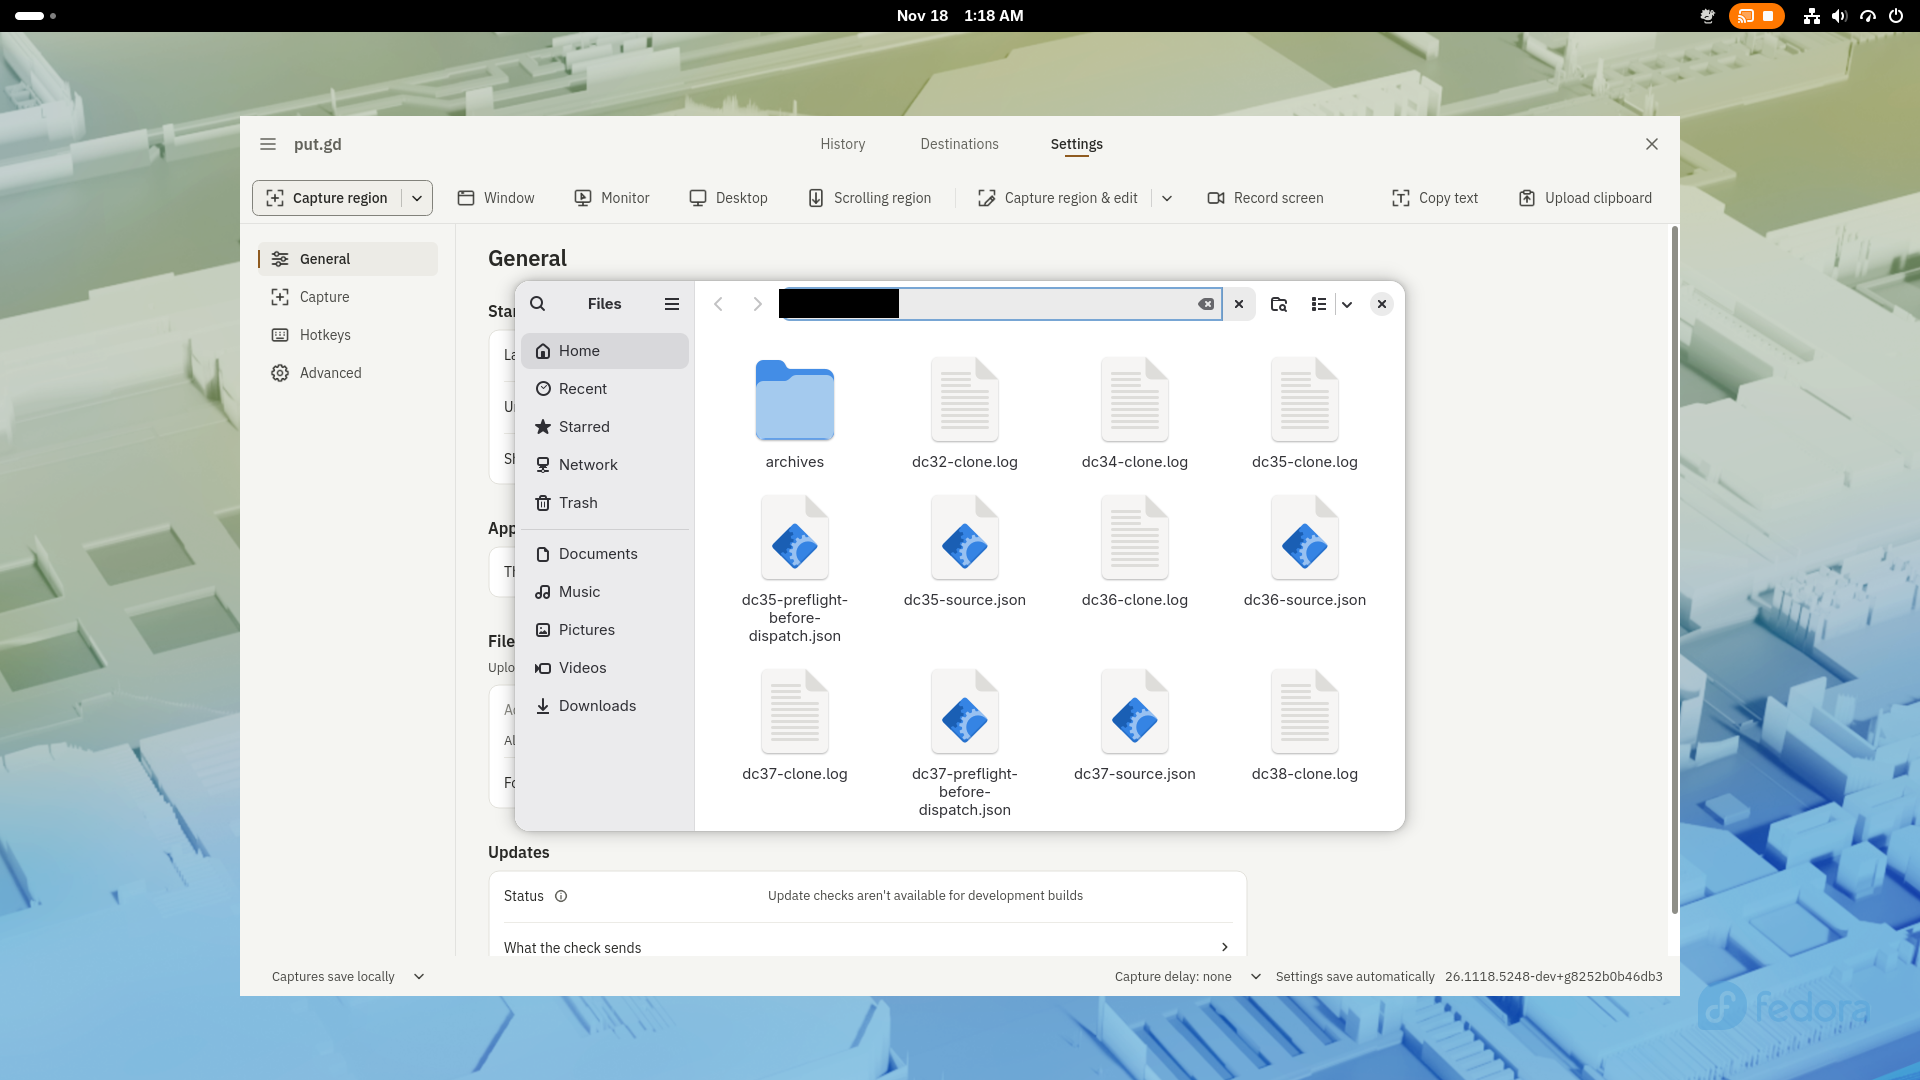 Nov 18 1:18 AM
put.gd
History
Destinations
Settings
Capture region
Window
Monitor
Desktop
Scrolling region
Capture region & edit
Record screen
Copy text
Upload clipboard
General
Capture
Hotkeys
Advanced
General
Files
Home
Recent
Starred
Network
Trash
Documents
Music
Pictures
Videos
Downloads
archives
dc32-clone.log
dc34-clone.log
dc35-clone.log
dc35-preflight-
before-
dispatch.json
dc35-source.json
dc36-clone.log
dc36-source.json
dc37-clone.log
dc37-preflight-
before-
dispatch.json
dc37-source.json
dc38-clone.log
Updates
Status
Update checks aren't available for development builds
What the check sends
Captures save locally
Capture delay: none
Settings save automatically
26.1118.5248-dev+g8252b0b46db3
fedora